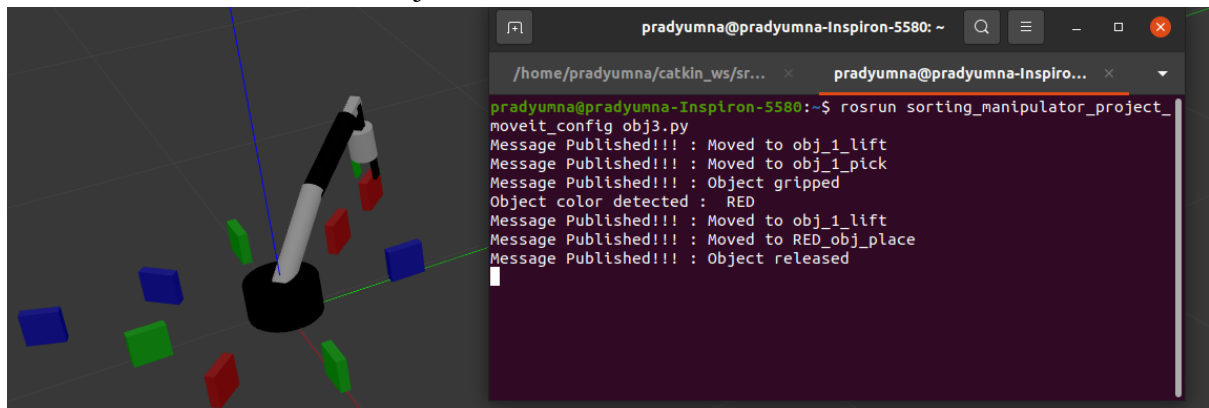 pradyumna@pradyumna-Inspiron-5580: ~
/home/pradyumna/catkin_ws/sr... × pradyumna@pradyumna-Inspiro... ×
pradyumna@pradyumna-Inspiron-5580:~$ rosrun sorting_manipulator_project_
moveit_config obj3.py
Message Published!!! : Moved to obj_1_lift
Message Published!!! : Moved to obj_1_pick
Message Published!!! : Object gripped
Object color detected :  RED
Message Published!!! : Moved to obj_1_lift
Message Published!!! : Moved to RED_obj_place
Message Published!!! : Object released